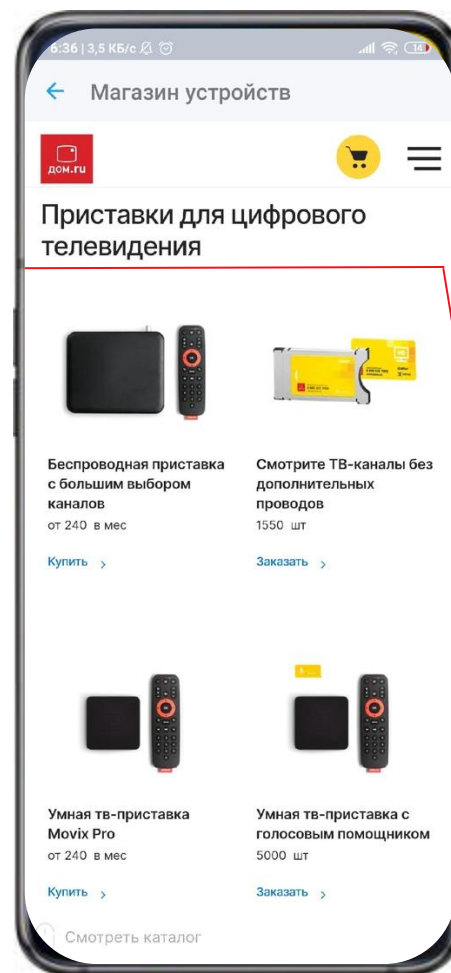 6:36 | 3,5 КБ/с
14
Магазин устройств
дом.ru
Приставки для цифрового
телевидения
Беспроводная приставка
с большим выбором
каналов
от 240 в мес
Купить >
Смотрите ТВ-каналы без
дополнительных
проводов
1550 шт
Заказать >
Умная тв-приставка
Movix Pro
от 240 в мес
Купить >
Умная тв-приставка с
голосовым помощником
5000 шт
Заказать >
Смотреть каталог